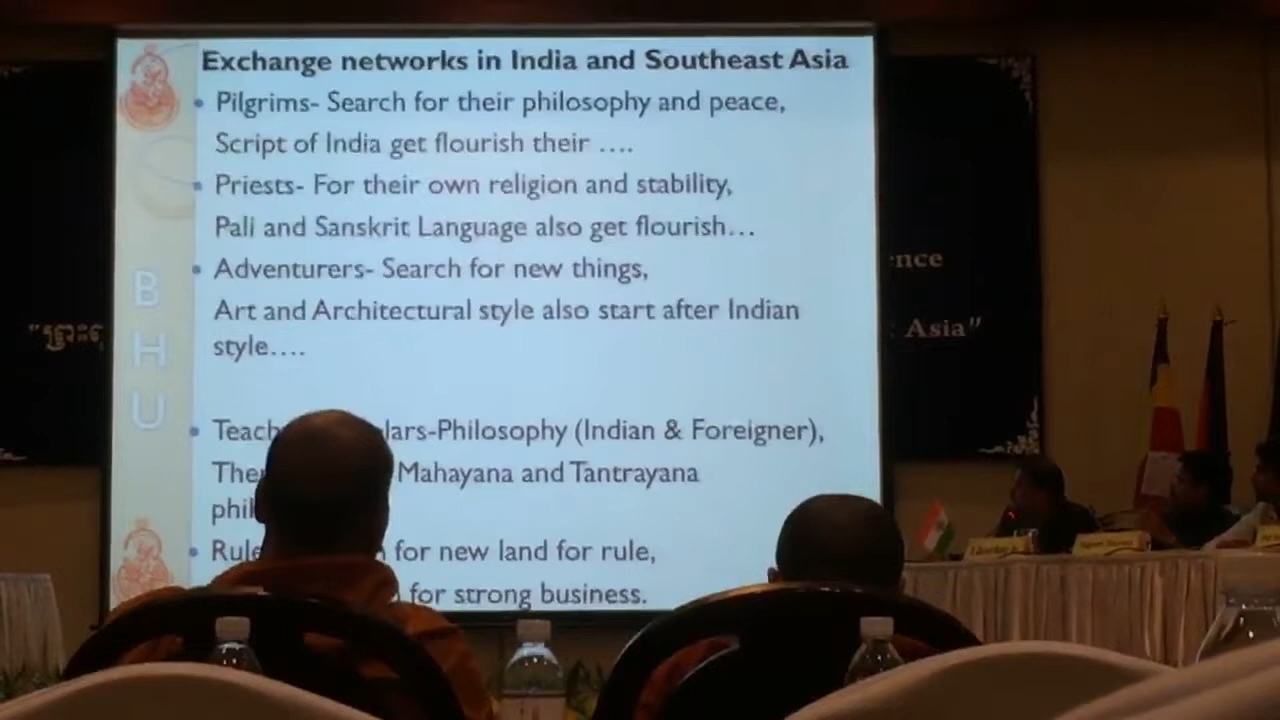 Exchange networks in India and Southeast Asia
• Pilgrims- Search for their philosophy and peace,
Script of India get flourish their ….
• Priests- For their own religion and stability,
Pali and Sanskrit Language also get flourish…
• Adventurers- Search for new things,
Art and Architectural style also start after Indian
style….
• Teach lars-Philosophy (Indian & Foreigner),
The Mahayana and Tantrayana
phil
• Rule for new land for rule,
for strong business.
B
H
U
nce
Asia”